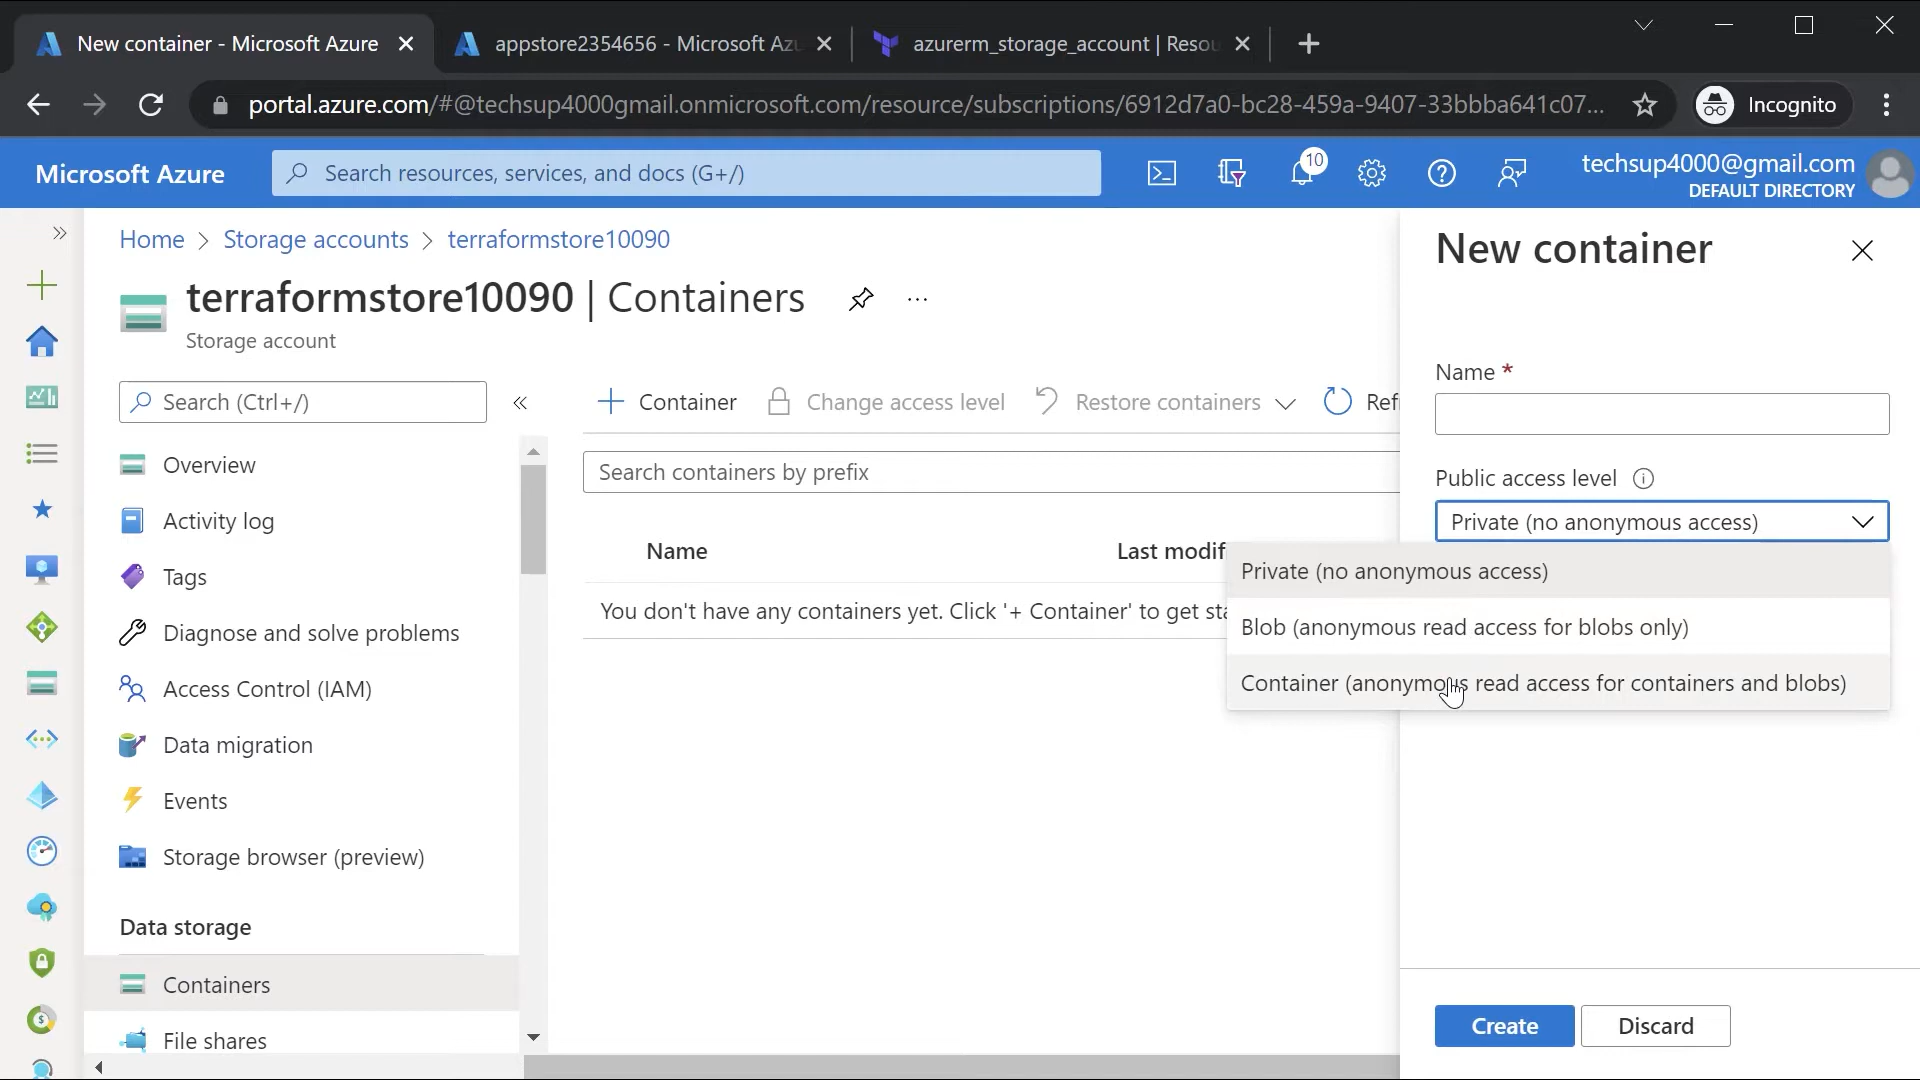 New container - Microsoft Azure
appstore2354656 - Microsoft Azu
azurerm_storage_account | Resou
portal.azure.com/#@techsup4000gmail.onmicrosoft.com/resource/subscriptions/6912d7a0-bc28-459a-9407-33bbba641c07...
Incognito
Microsoft Azure
Search resources, services, and docs (G+/)
10
techsup4000@gmail.com
DEFAULT DIRECTORY
Home > Storage accounts > terraformstore10090
terraformstore10090 | Containers
Storage account
Search (Ctrl+/)
Overview
Activity log
Tags
Diagnose and solve problems
Access Control (IAM)
Data migration
Events
Storage browser (preview)
Data storage
Containers
File shares
+ Container
Change access level
Restore containers
Ref
Search containers by prefix
Name
Last modif
You don't have any containers yet. Click '+ Container' to get sta
New container
Name *
Public access level
Private (no anonymous access)
Private (no anonymous access)
Blob (anonymous read access for blobs only)
Container (anonymous read access for containers and blobs)
Create
Discard